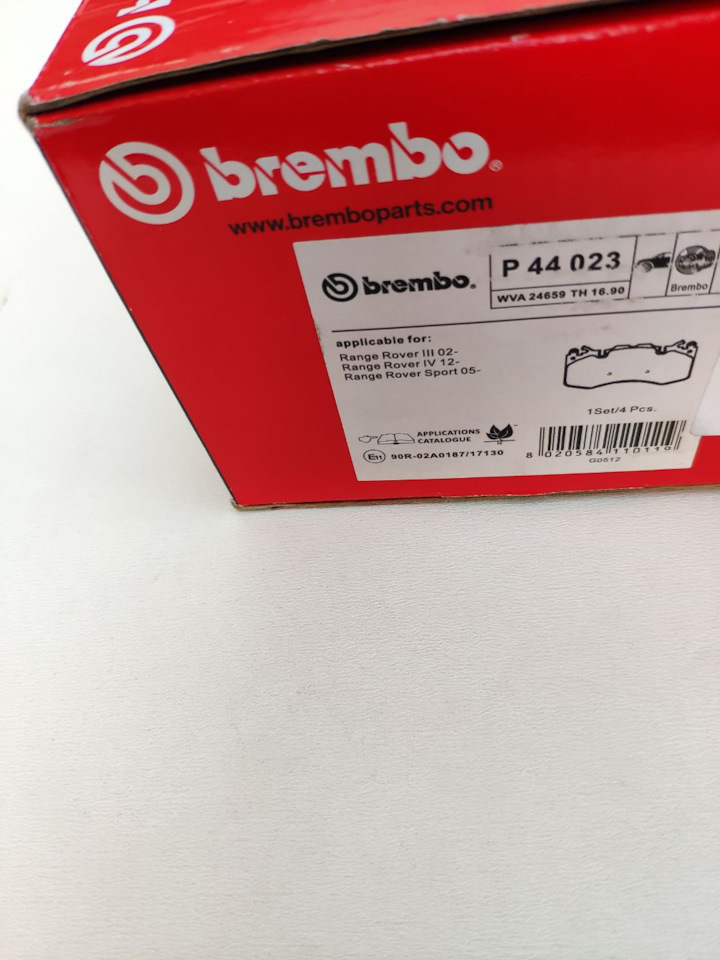 brembo®
www.bremboparts.com
brembo.
P 44 023
WVA 24659 TH 16.90
Brembo
applicable for:
Range Rover III 02-
Range Rover IV 12-
Range Rover Sport 05-
1Set/4 Pcs.
APPLICATIONS
CATALOGUE
E11 90R-02A0187/17130
8 020584 110116
G0512